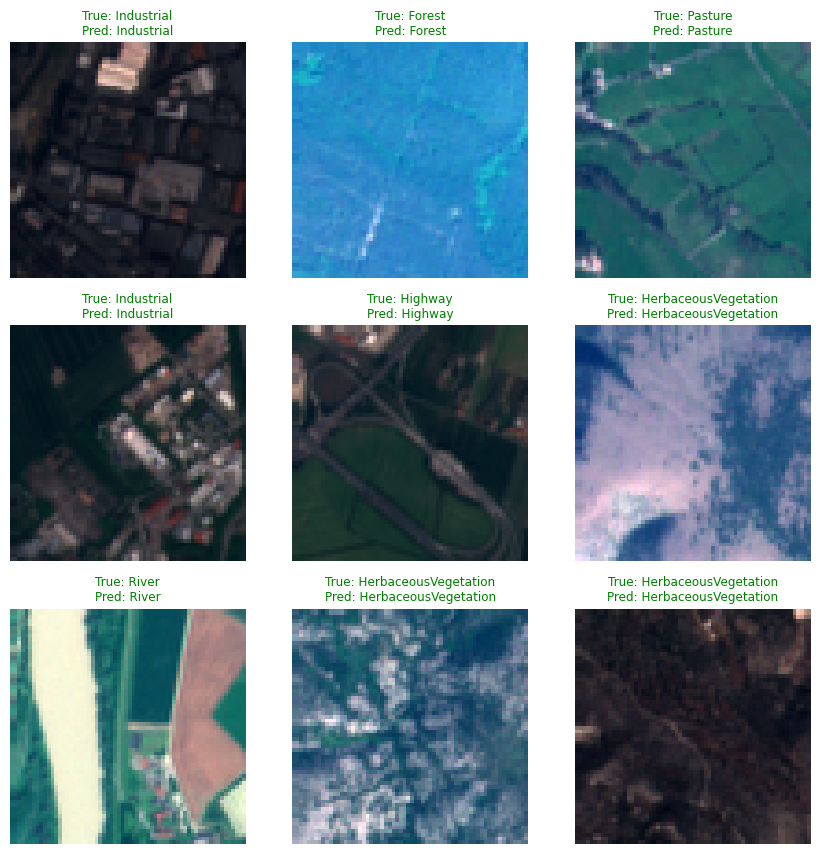 True: Industrial
Pred: Industrial
True: Forest
Pred: Forest
True: Pasture
Pred: Pasture
True: Industrial
Pred: Industrial
True: Highway
Pred: Highway
True: HerbaceousVegetation
Pred: HerbaceousVegetation
True: River
Pred: River
True: HerbaceousVegetation
Pred: HerbaceousVegetation
True: HerbaceousVegetation
Pred: HerbaceousVegetation